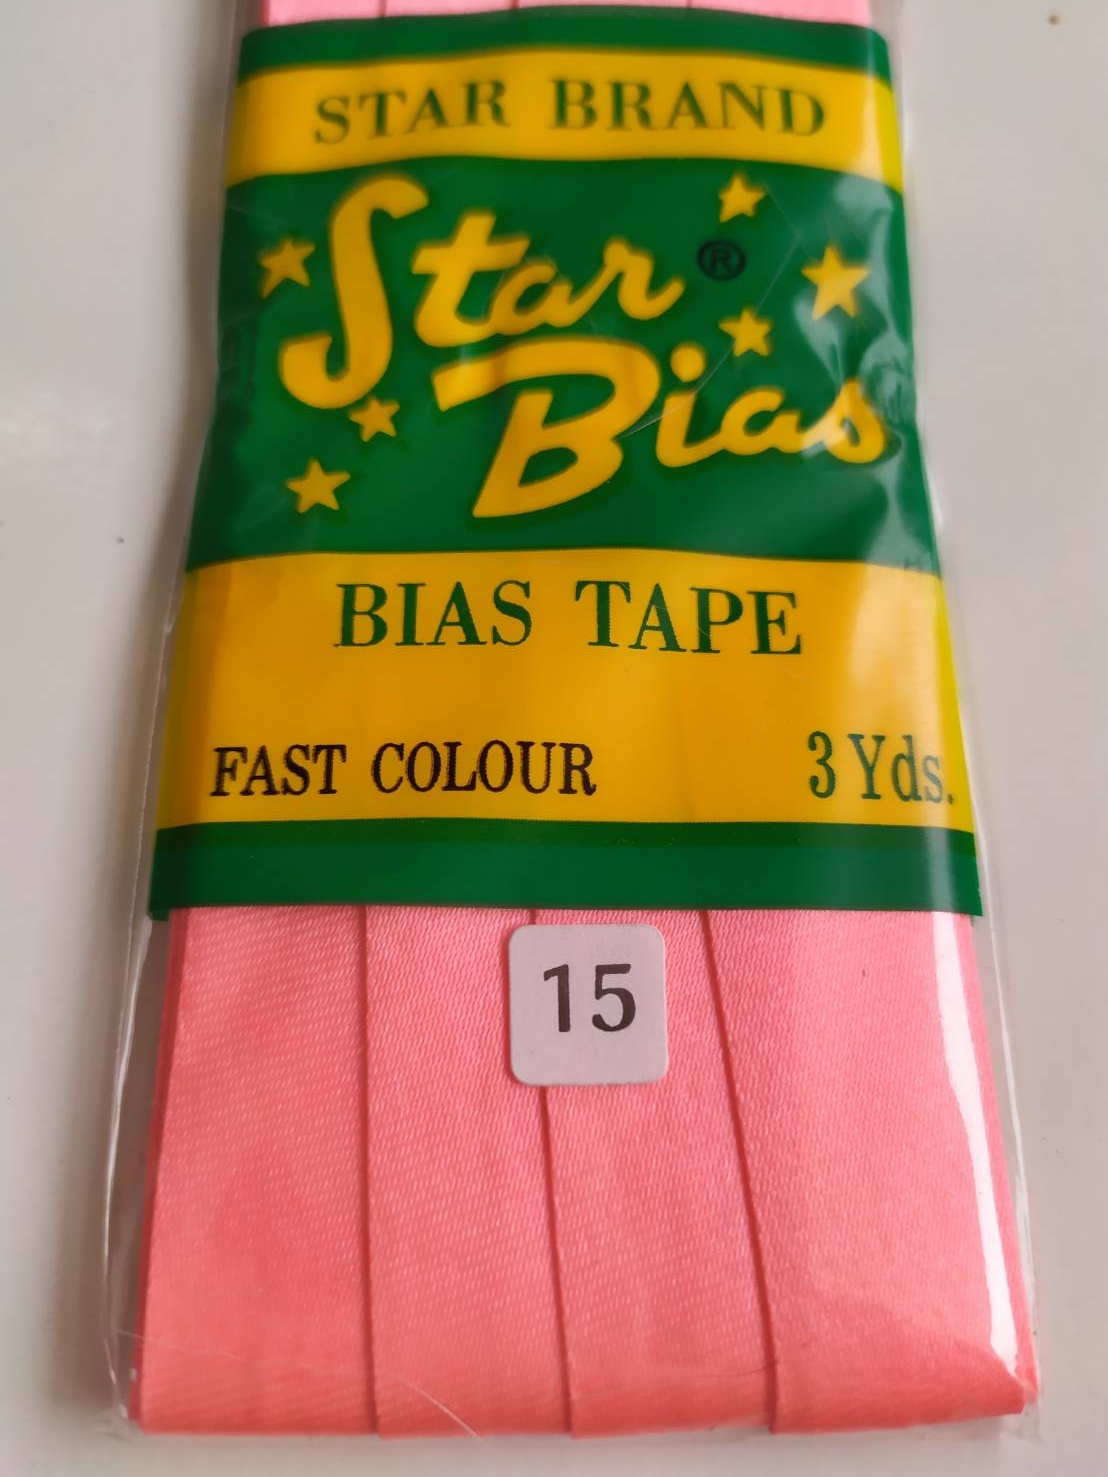 STAR BRAND
Star ®
Bias
BIAS TAPE
FAST COLOUR 3 Yds.
15